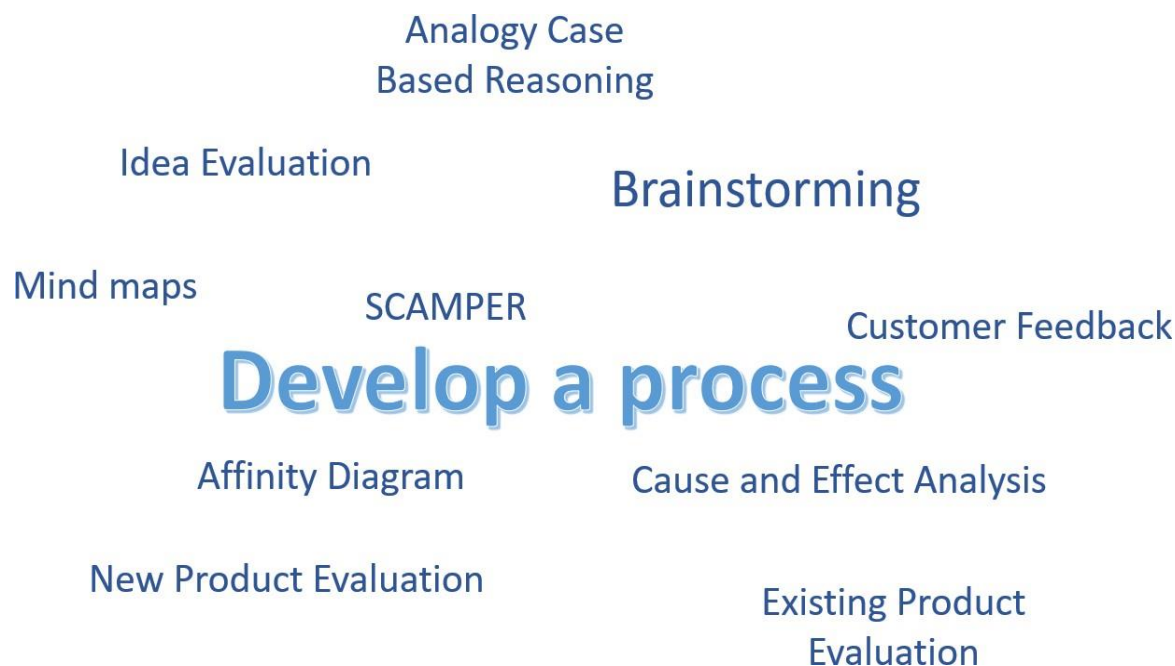 Analogy Case
Based Reasoning
Idea Evaluation
Brainstorming
Mind maps
SCAMPER
Customer Feedback
Develop a process
Affinity Diagram
Cause and Effect Analysis
New Product Evaluation
Existing Product
Evaluation